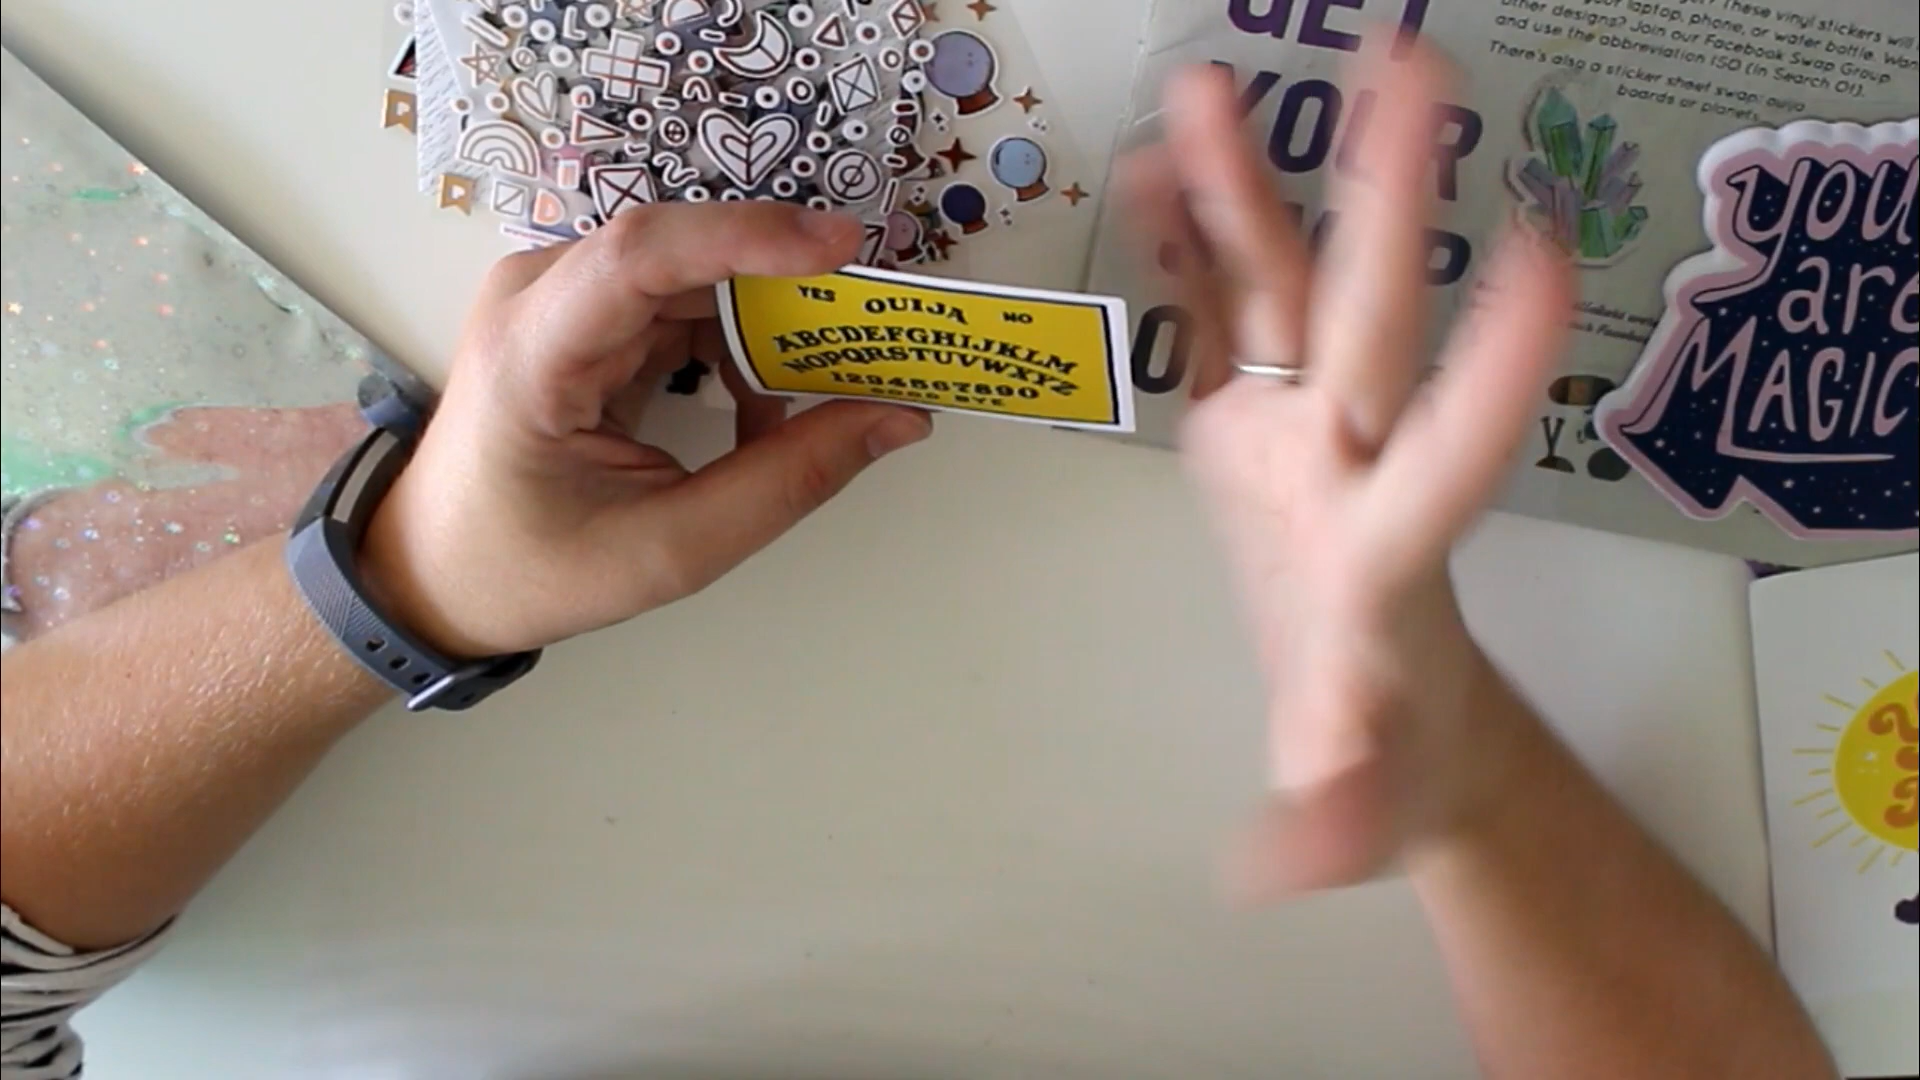 GET
YOUR
These vinyl stickers will
your laptop, phone, or water bottle.
other designs? Join our Facebook Swap Group
and use the abbreviation ISO (In Search Of).
There's also a sticker sheet swap: ouija
boards or planets.
you
are
MAGIC
YES OUIJA NO
ABCDEFGHIJKLM
NOPQRSTUVWXYZ
1234567890
GOOD BYE